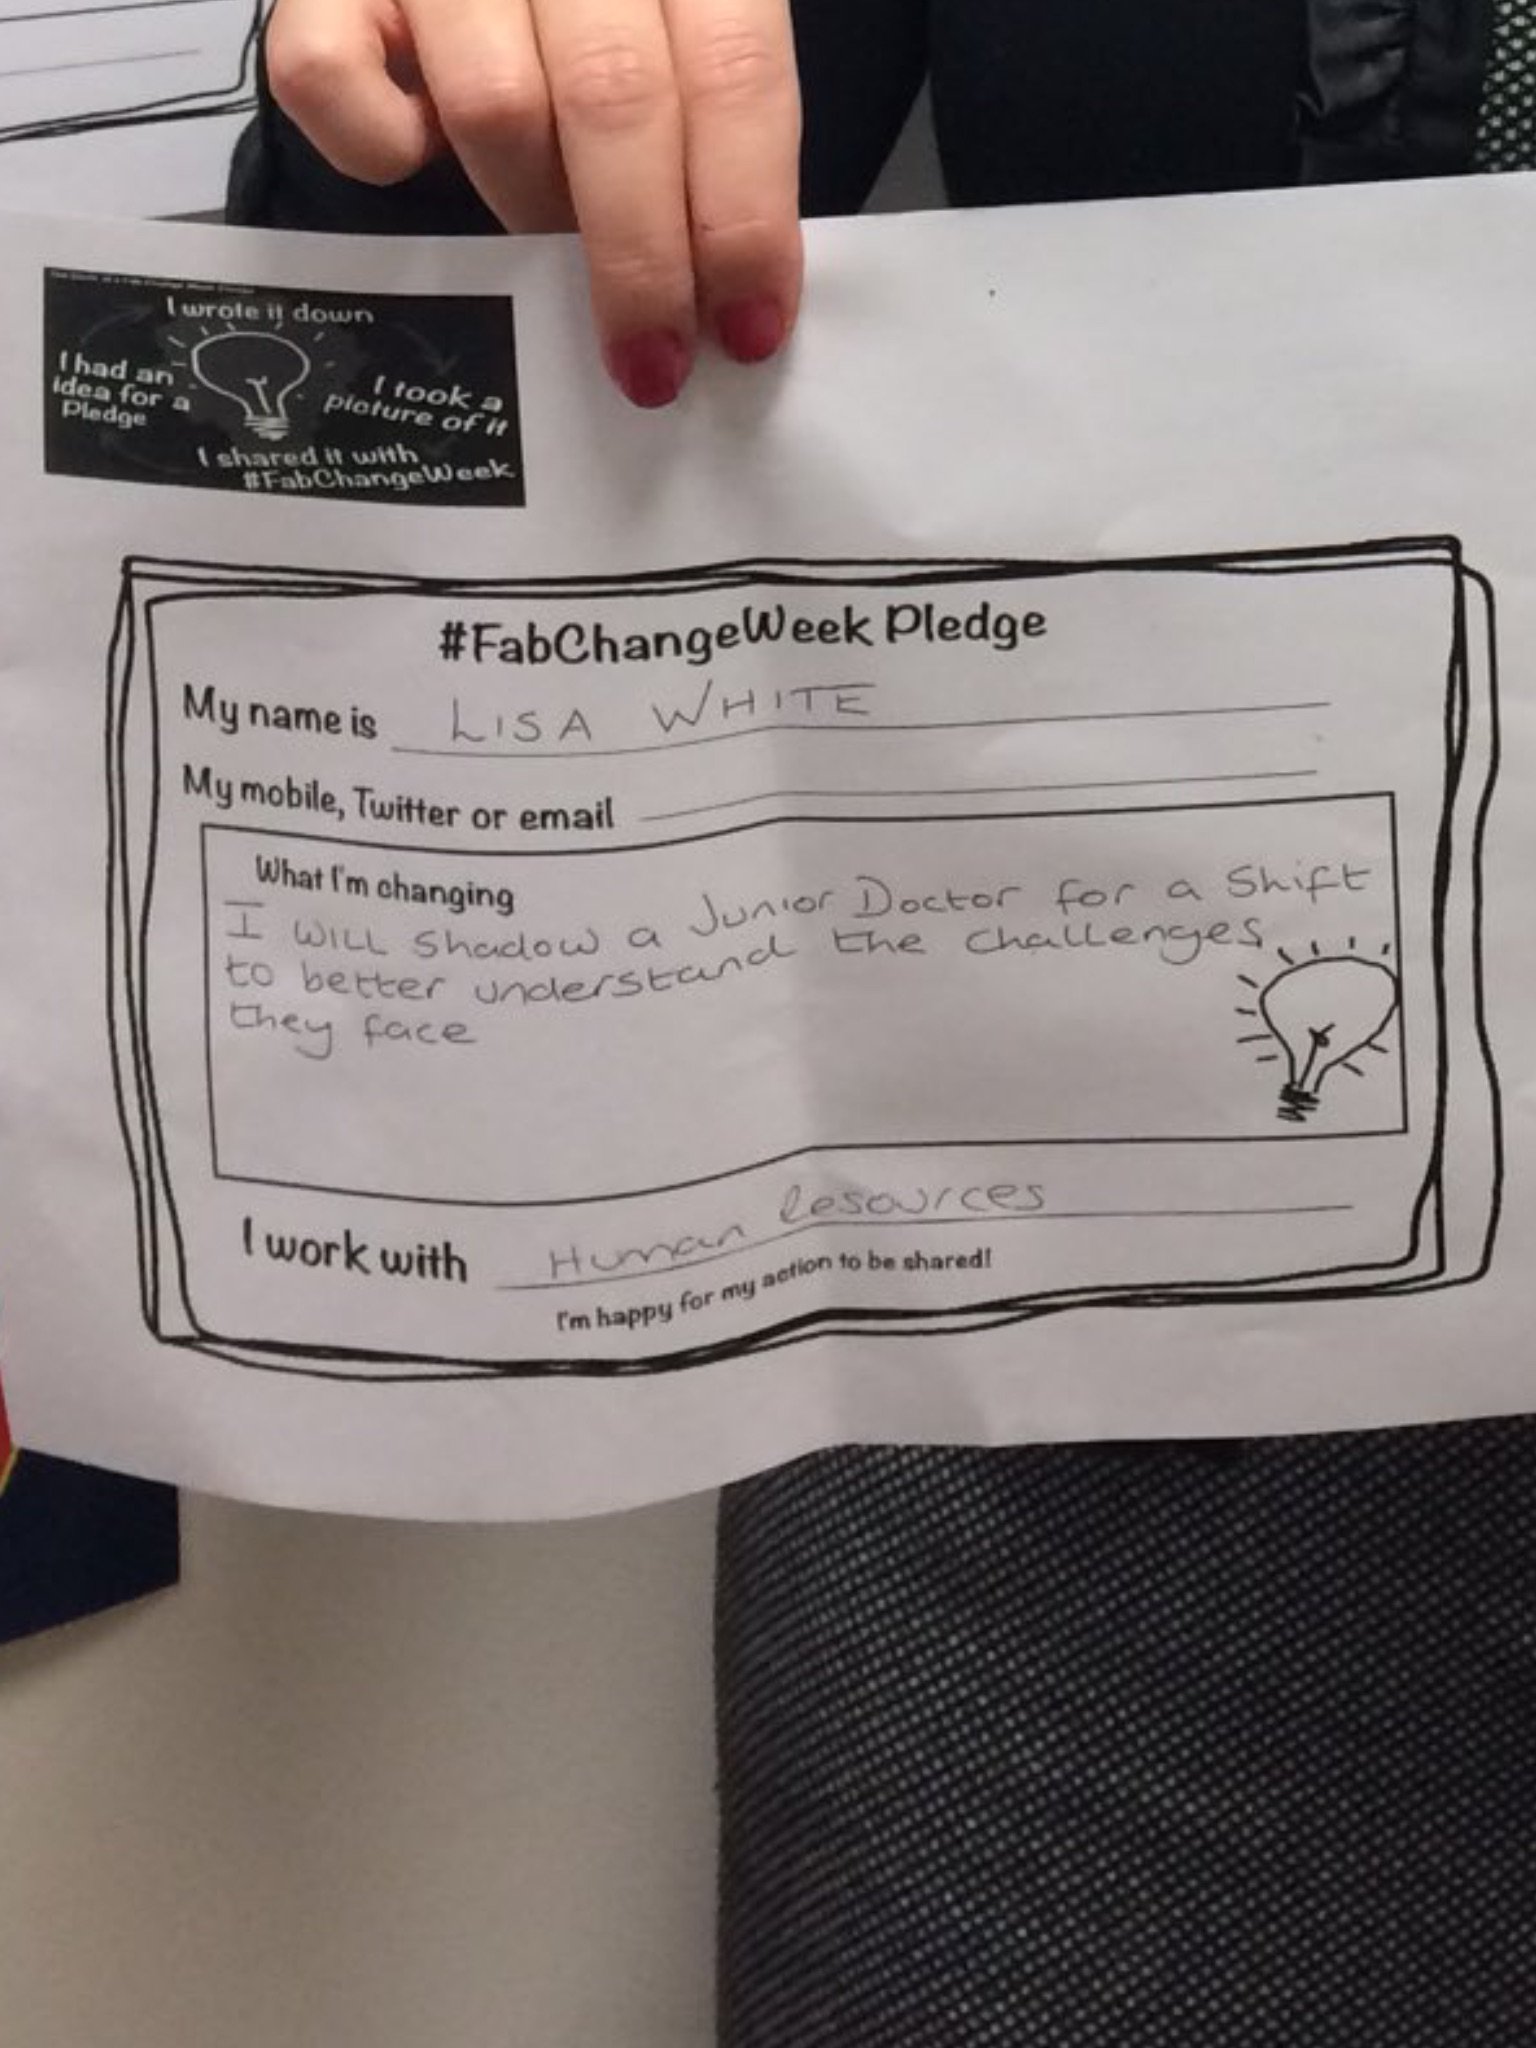 I wrote it down
I had an
idea for a
Pledge
I took a
picture of it
I shared it with
#FabChangeWeek
#FabChangeWeek Pledge
My name is LISA WHITE
My mobile, Twitter or email
What I'm changing
I WILL Shadow a Junior Doctor for a Shift
to better understand the challenges
they face
I work with Human Resources
I'm happy for my action to be shared!